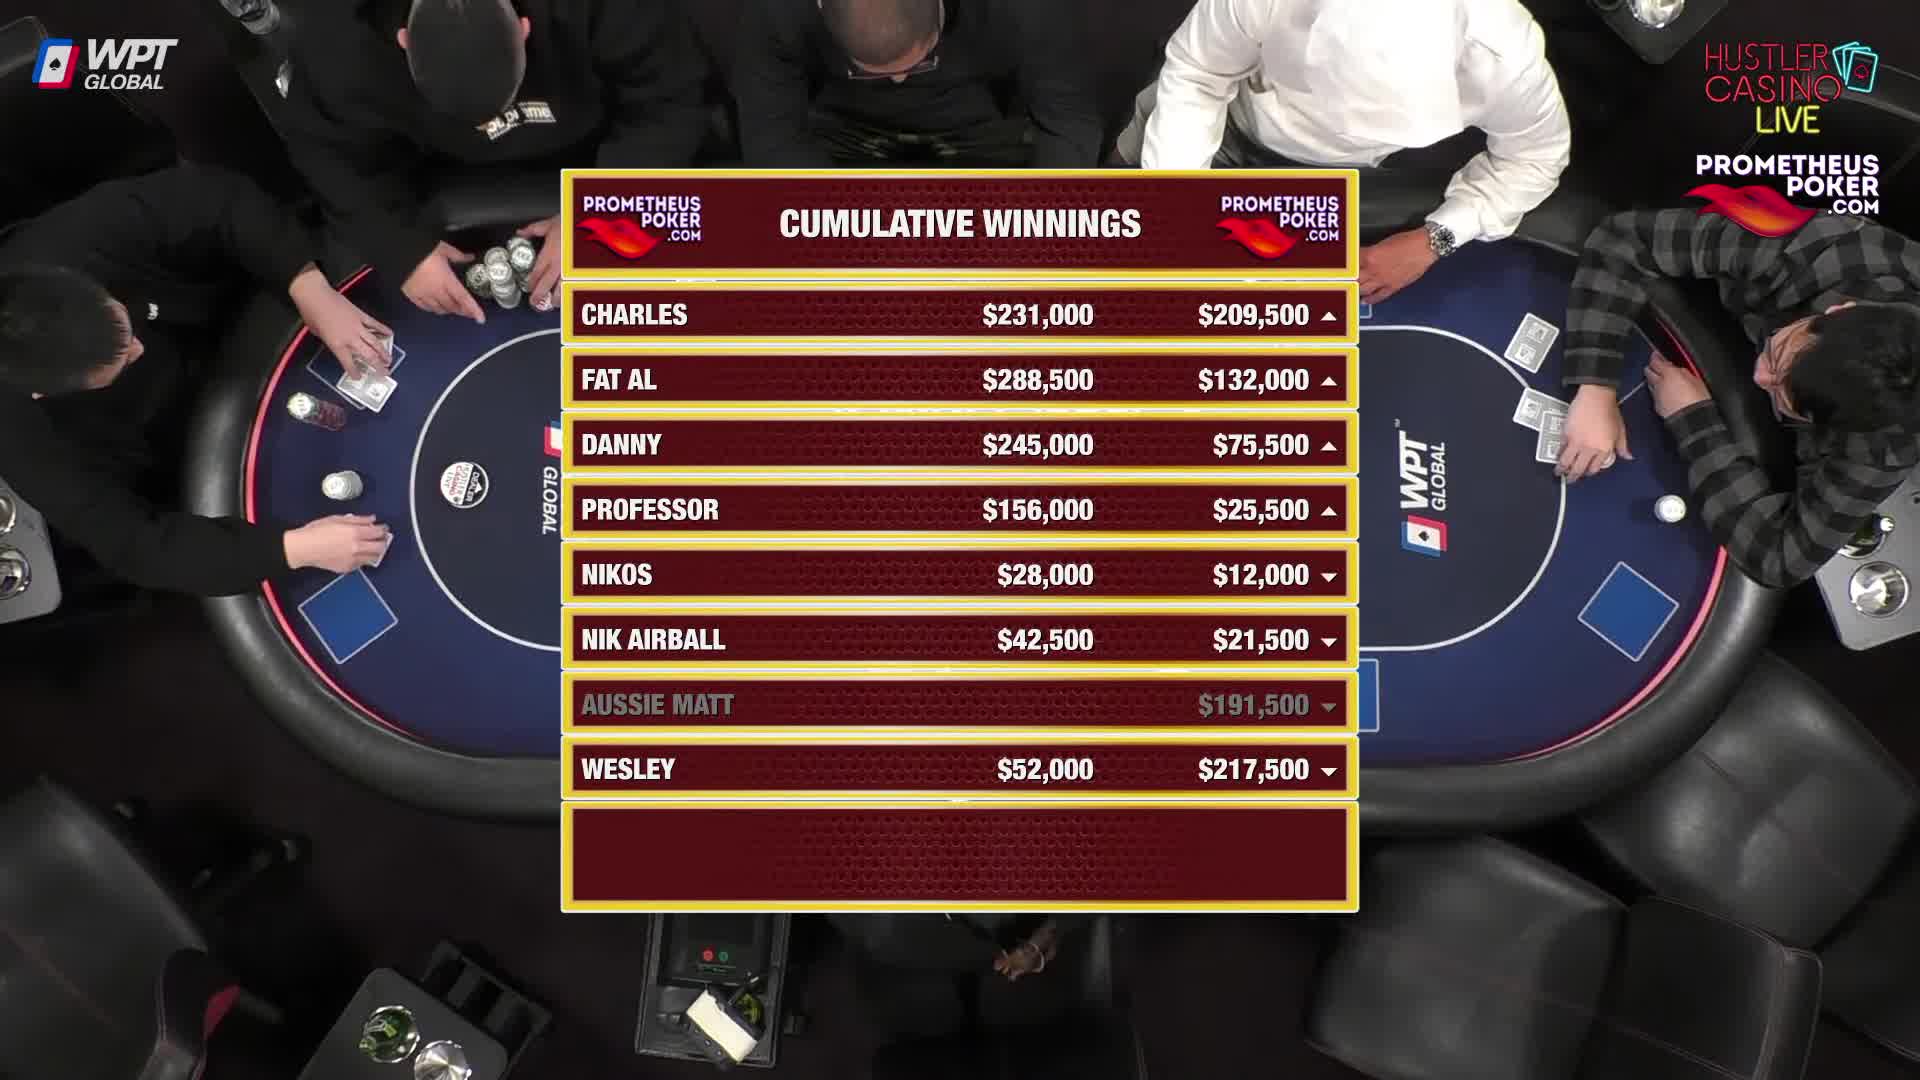 WPT
GLOBAL
HUSTLER
CASINO
LIVE
PROMETHEUS
POKER
.COM
PROMETHEUS
POKER
.COM
CUMULATIVE WINNINGS
PROMETHEUS
POKER
.COM
CHARLES $231,000 $209,500
FAT AL $288,500 $132,000
DANNY $245,000 $75,500
PROFESSOR $156,000 $25,500
NIKOS $28,000 $12,000
NIK AIRBALL $42,500 $21,500
AUSSIE MATT $191,500
WESLEY $52,000 $217,500
GLOBAL
WPT
GLOBAL
DEALER